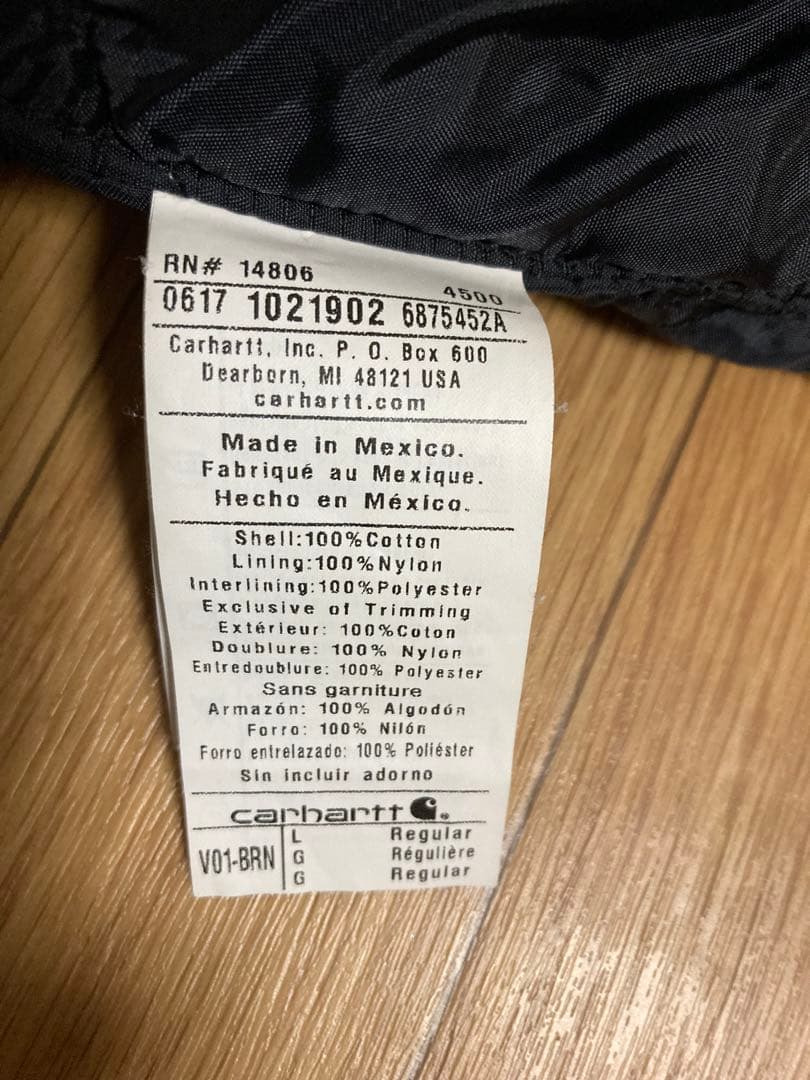 RN# 14806
4500
0617 1021902 6875452A
Carhartt, Inc. P. O. Box 600
Dearborn, MI 48121 USA
carhartt.com
Made in Mexico.
Fabriqué au Mexique.
Hecho en México.
Shell:100%Cotton
Lining:100%Nylon
Interlining:100%Polyester
Exclusive of Trimming
Extérieur: 100%Coton
Doublure: 100% Nylon
Entredoublure: 100% Polyester
Sans garniture
Armazón: 100% Algodón
Forro: 100% Nilón
Forro entrelazado: 100% Poliéster
Sin incluir adorno
carhartt
V01-BRN
L Regular
G Régulière
G Regular